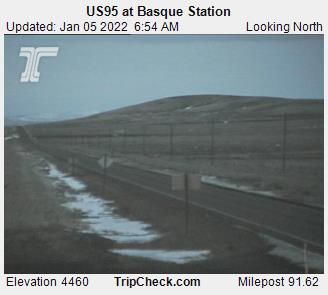 US95 at Basque Station
Updated: Jan 05 2022 6:54 AM Looking North
Elevation 4460 TripCheck.com Milepost 91.62